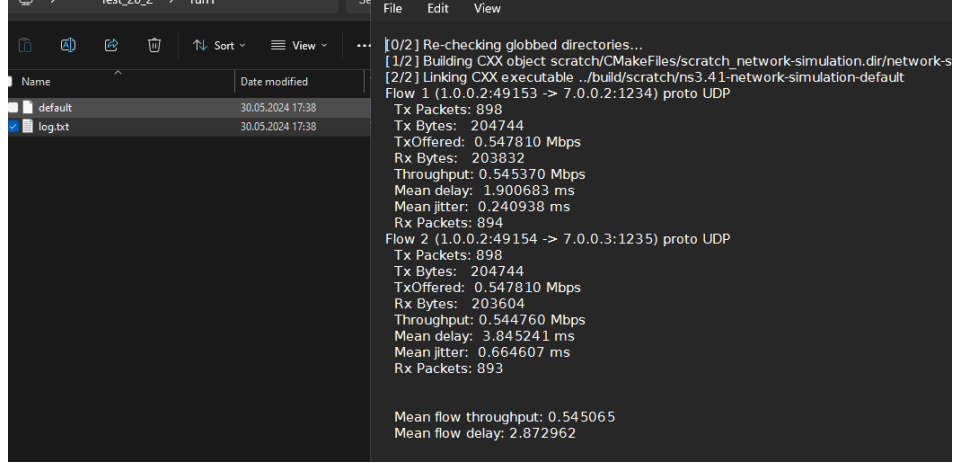 File Edit View
Sort View ...
Name Date modified
default 30.05.2024 17:38
log.txt 30.05.2024 17:38
[0/2] Re-checking globbed directories...
[1/2] Building CXX object scratch/CMakeFiles/scratch_network-simulation.dir/network-s
[2/2] Linking CXX executable ../build/scratch/ns3.41-network-simulation-default
Flow 1 (1.0.0.2:49153 -> 7.0.0.2:1234) proto UDP
Tx Packets: 898
Tx Bytes: 204744
TxOffered: 0.547810 Mbps
Rx Bytes: 203832
Throughput: 0.545370 Mbps
Mean delay: 1.900683 ms
Mean jitter: 0.240938 ms
Rx Packets: 894
Flow 2 (1.0.0.2:49154 -> 7.0.0.3:1235) proto UDP
Tx Packets: 898
Tx Bytes: 204744
TxOffered: 0.547810 Mbps
Rx Bytes: 203604
Throughput: 0.544760 Mbps
Mean delay: 3.845241 ms
Mean jitter: 0.664607 ms
Rx Packets: 893
Mean flow throughput: 0.545065
Mean flow delay: 2.872962